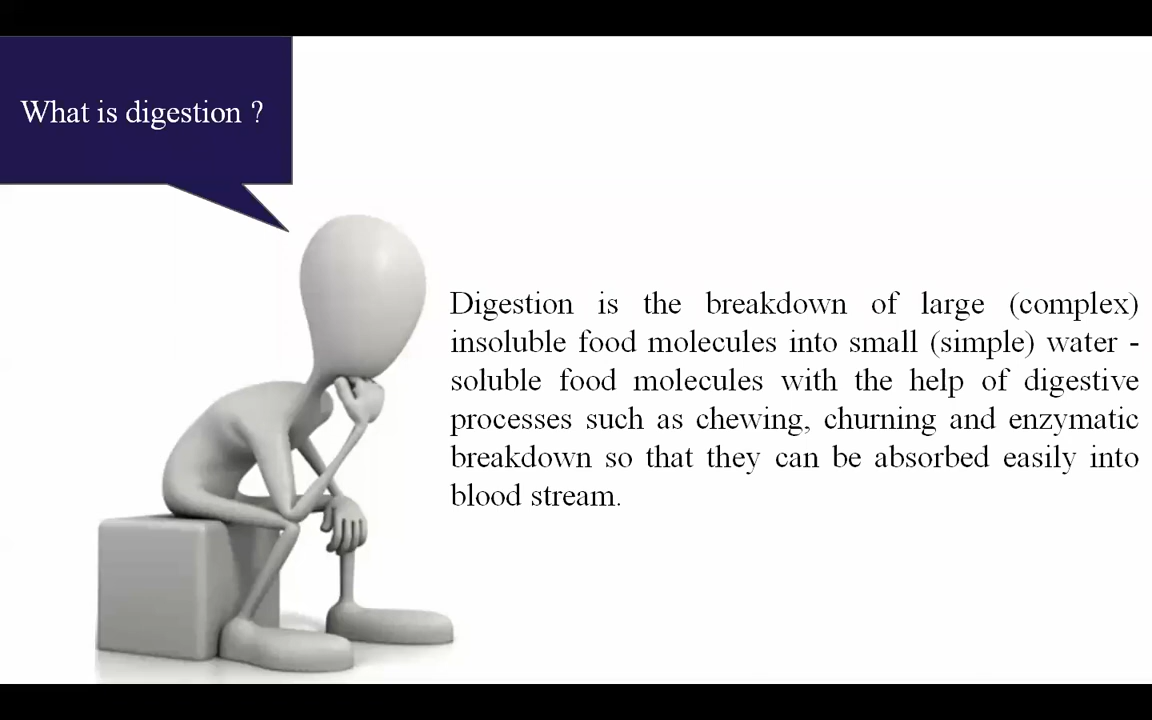 What is digestion ?
Digestion is the breakdown of large (complex)
insoluble food molecules into small (simple) water -
soluble food molecules with the help of digestive
processes such as chewing, churning and enzymatic
breakdown so that they can be absorbed easily into
blood stream.